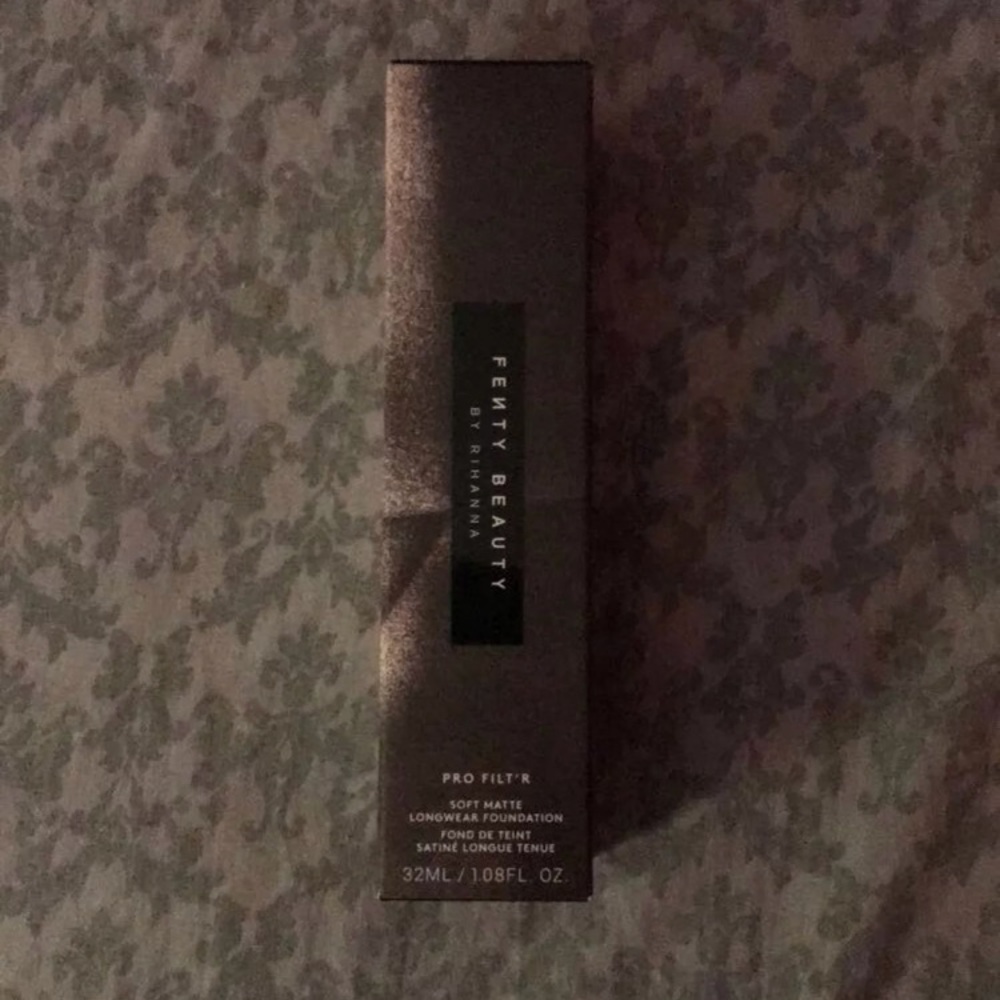 FENTY BEAUTY
BY RIHANNA
PRO FILT'R
SOFT MATTE
LONGWEAR FOUNDATION
FOND DE TEINT
SATINÉ LONGUE TENUE
32ML / 1.08FL. OZ.